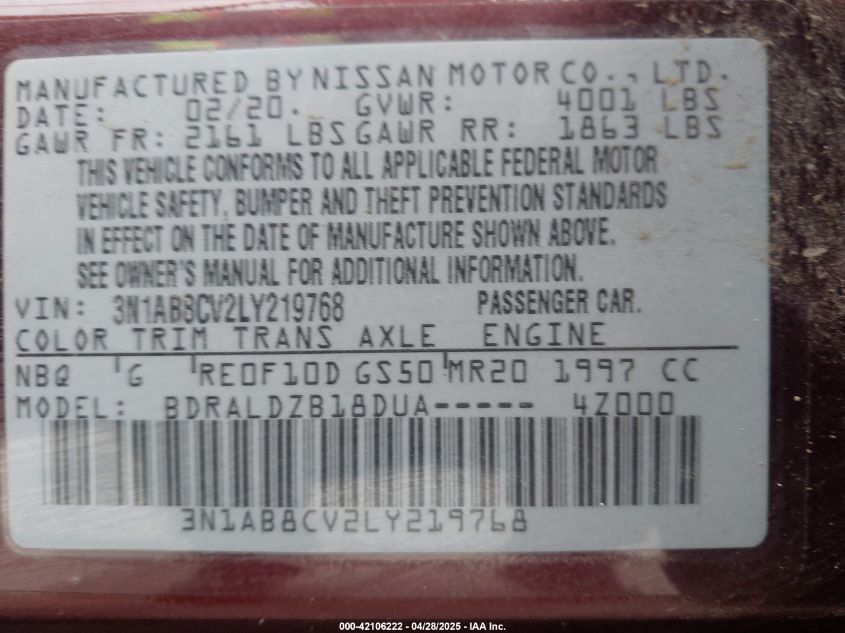 MANUFACTURED BY NISSAN MOTOR CO., LTD.
DATE: 02/20. GVWR: 4001 LBS
GAWR FR: 2161 LBS GAWR RR: 1863 LBS
THIS VEHICLE CONFORMS TO ALL APPLICABLE FEDERAL MOTOR
VEHICLE SAFETY, BUMPER AND THEFT PREVENTION STANDARDS
IN EFFECT ON THE DATE OF MANUFACTURE SHOWN ABOVE.
SEE OWNER'S MANUAL FOR ADDITIONAL INFORMATION.
VIN: 3N1AB8CV2LY219768 PASSENGER CAR.
COLOR TRIM TRANS AXLE ENGINE
NBQ G RE0F10D GS50 MR20 1997 CC
MODEL: BDRALDZB18DUA----- 4Z000
3N1AB8CV2LY219768
000-42106222 - 04/28/2025 - IAA Inc.